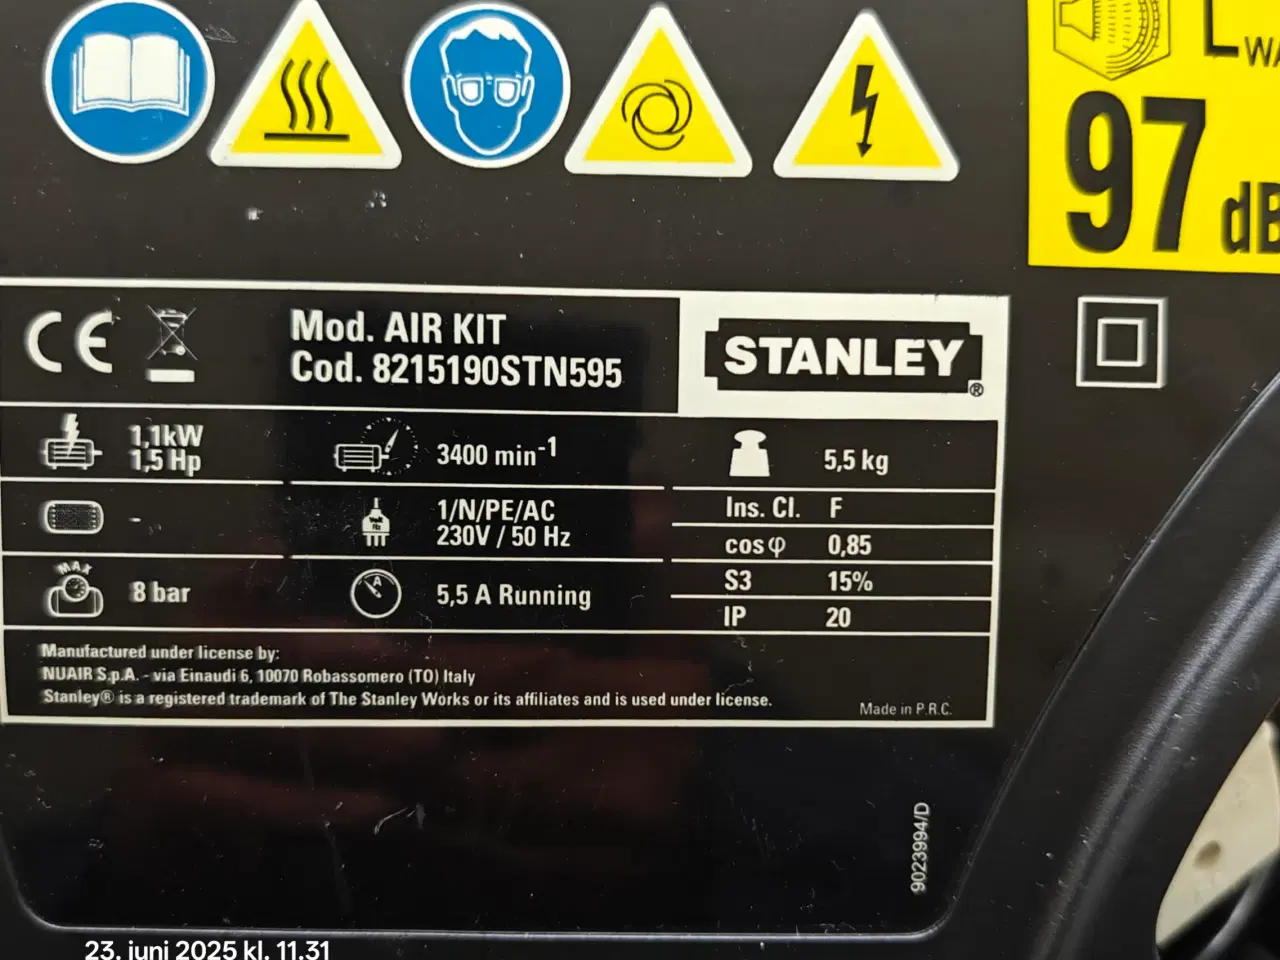 97 dB
Mod. AIR KIT
Cod. 8215190STN595
STANLEY®
1,1kW
1,5 Hp
3400 min-1
5,5 kg
-
1/N/PE/AC
230V / 50 Hz
Ins. Cl. F
cosφ 0,85
MAX
8 bar
A
5,5 A Running
S3 15%
IP 20
Manufactured under license by:
NUAIR S.p.A. - via Einaudi 6, 10070 Robassomero (TO) Italy
Stanley® is a registered trademark of The Stanley Works or its affiliates and is used under license.
Made in P.R.C.
9023994/D
23. juni 2025 kl. 11.31